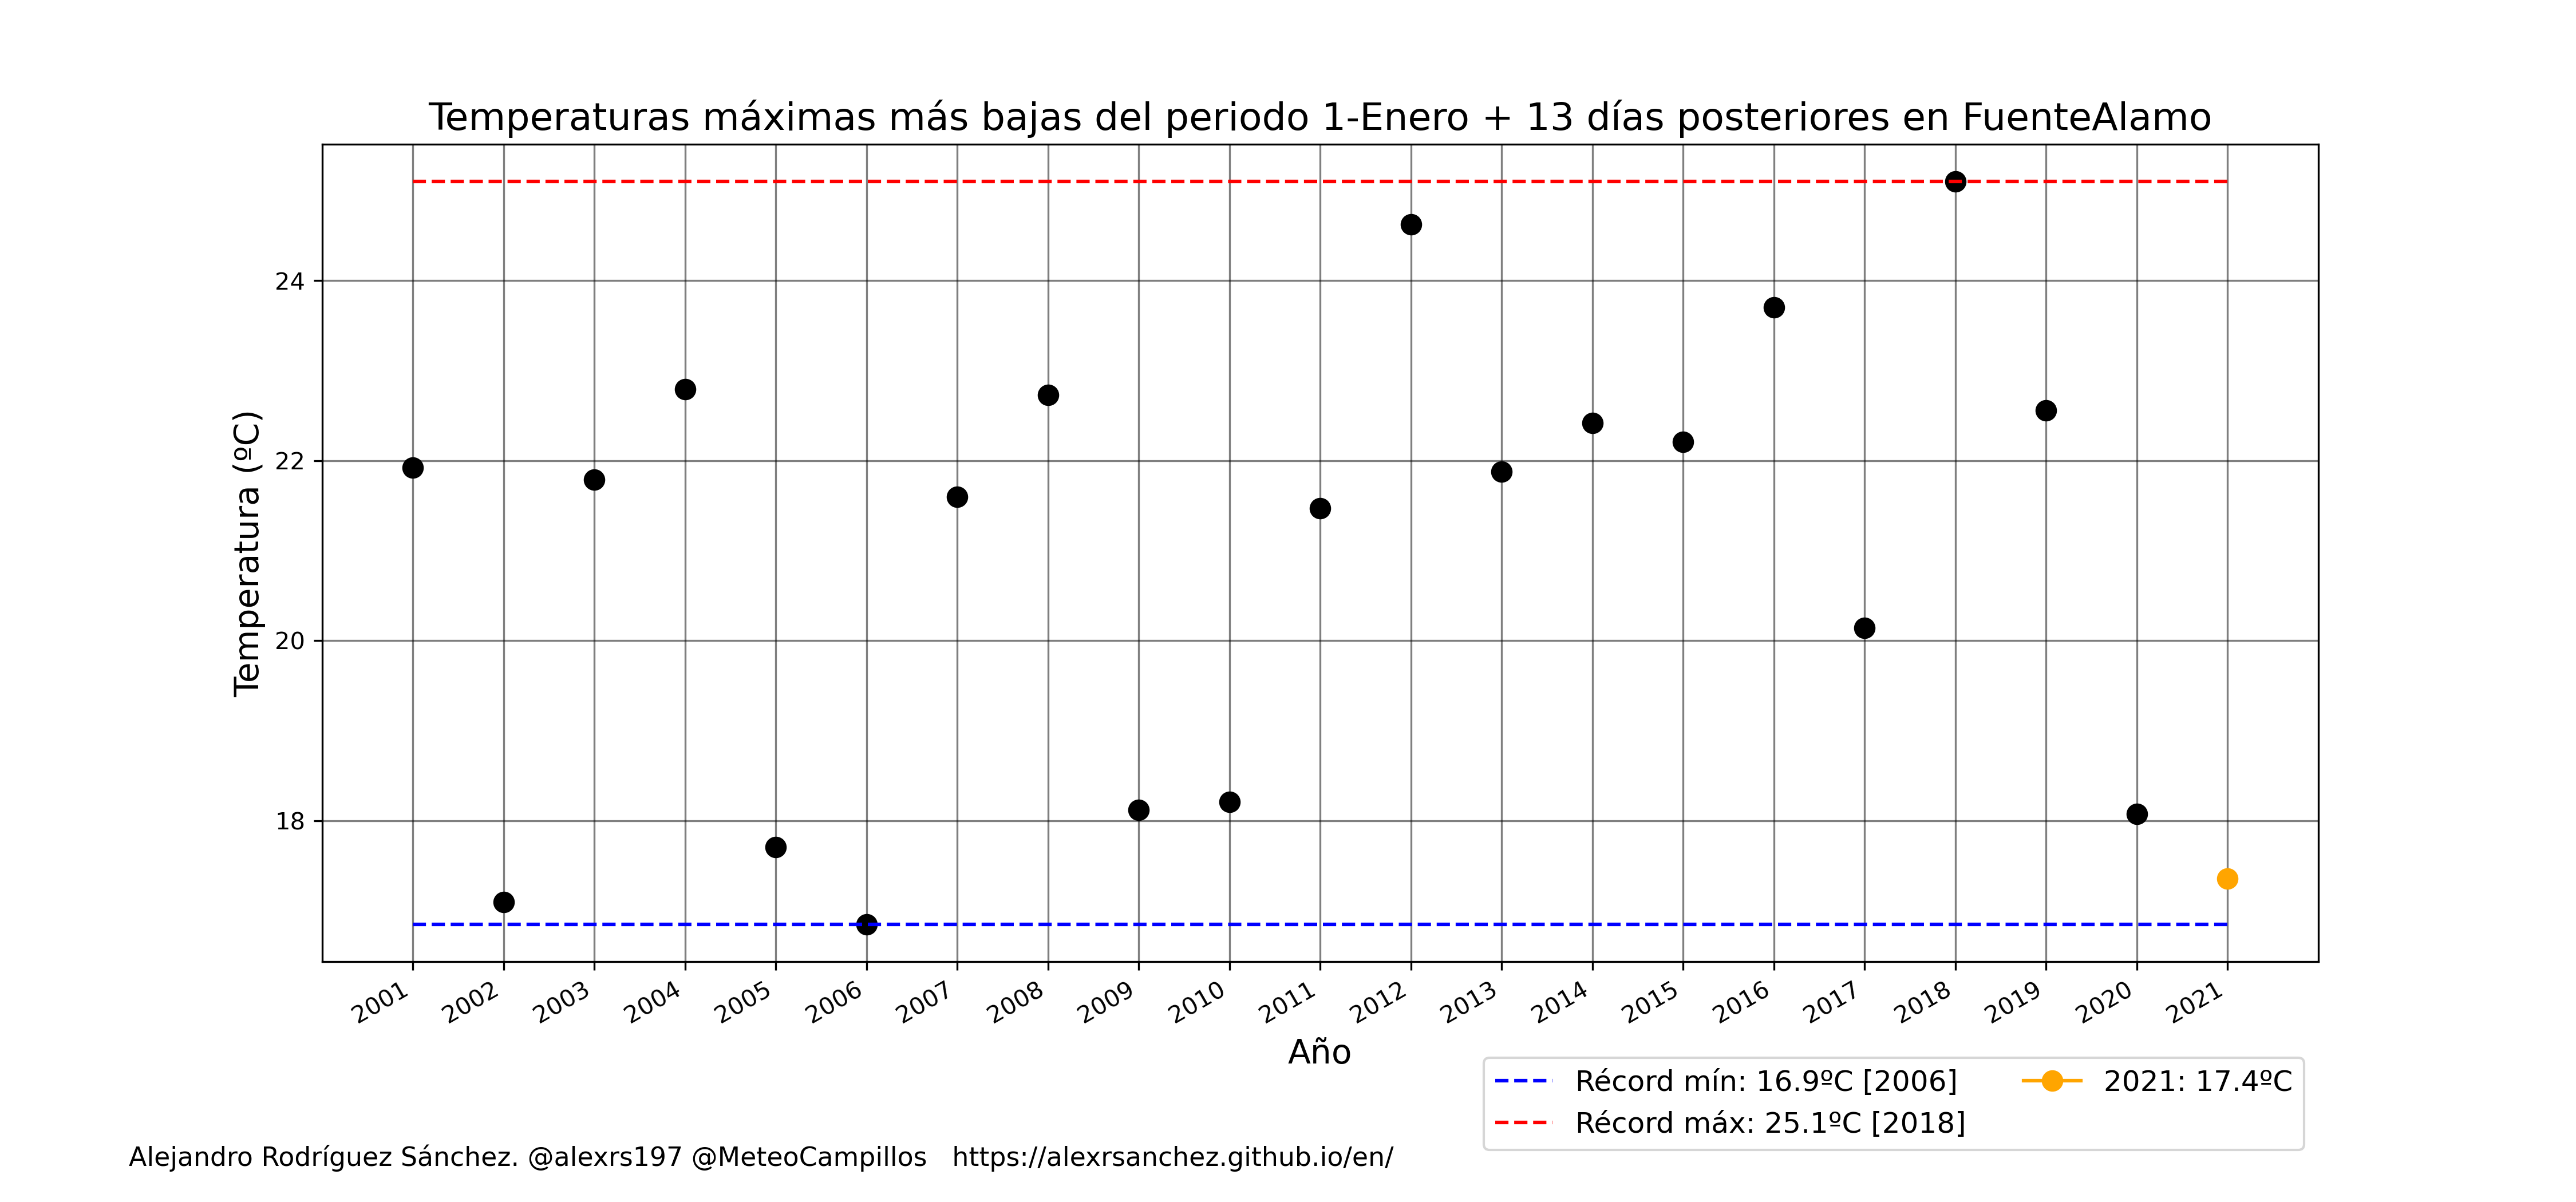 Temperaturas máximas más bajas del periodo 1-Enero + 13 días posteriores en FuenteAlamo
Temperatura (ºC)
24
22
20
18
2001 2002 2003 2004 2005 2006 2007 2008 2009 2010 2011 2012 2013 2014 2015 2016 2017 2018 2019 2020 2021
Año
Récord mín: 16.9ºC [2006]
Récord máx: 25.1ºC [2018]
2021: 17.4ºC
Alejandro Rodríguez Sánchez. @alexrs197 @MeteoCampillos https://alexrsanchez.github.io/en/